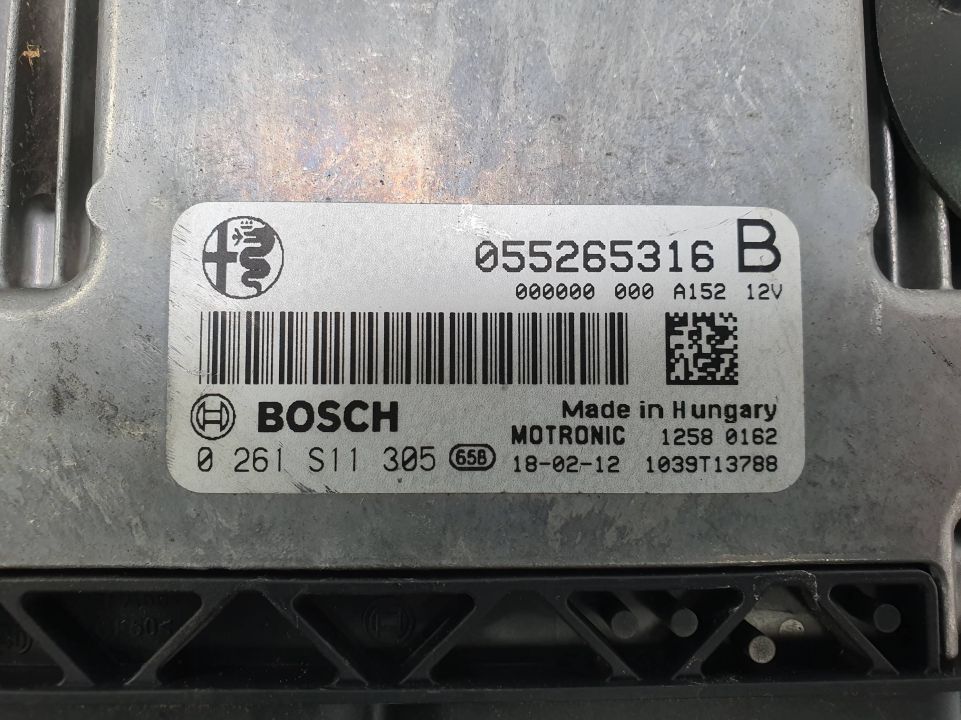 055265316 B
000000 000 A152 12V
BOSCH
Made in Hungary
MOTRONIC 1258 0162
0 261 S11 305 65B 18-02-12 1039T13788